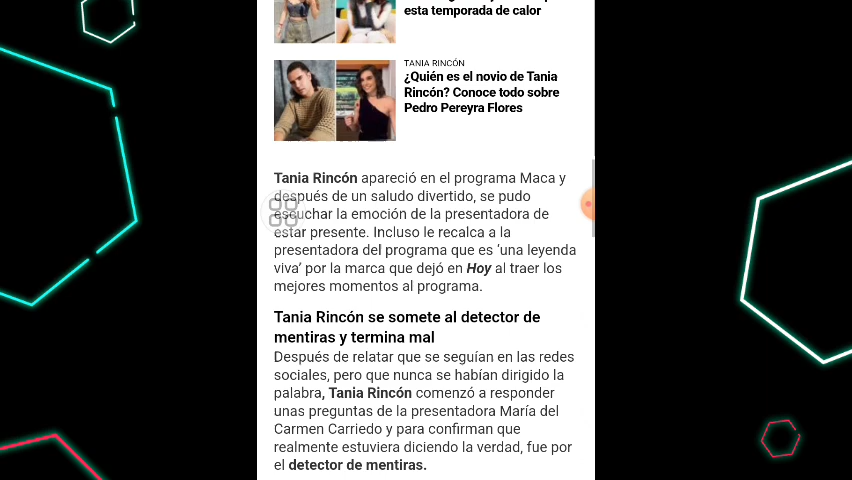 esta temporada de calor
TANIA RINCÓN
¿Quién es el novio de Tania
Rincón? Conoce todo sobre
Pedro Pereyra Flores
Tania Rincón apareció en el programa Maca y
después de un saludo divertido, se pudo
escuchar la emoción de la presentadora de
estar presente. Incluso le recalca a la
presentadora del programa que es ‘una leyenda
viva’ por la marca que dejó en Hoy al traer los
mejores momentos al programa.
Tania Rincón se somete al detector de
mentiras y termina mal
Después de relatar que se seguían en las redes
sociales, pero que nunca se habían dirigido la
palabra, Tania Rincón comenzó a responder
unas preguntas de la presentadora María del
Carmen Carriedo y para confirman que
realmente estuviera diciendo la verdad, fue por
el detector de mentiras.